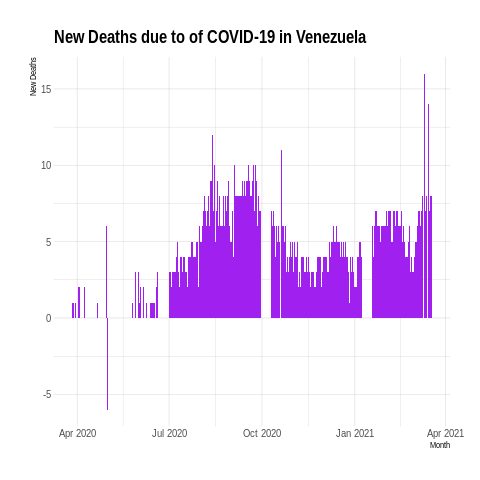 New Deaths due to of COVID-19 in Venezuela
New Deaths
15
10
5
0
-5
Apr 2020 Jul 2020 Oct 2020 Jan 2021 Apr 2021
Month